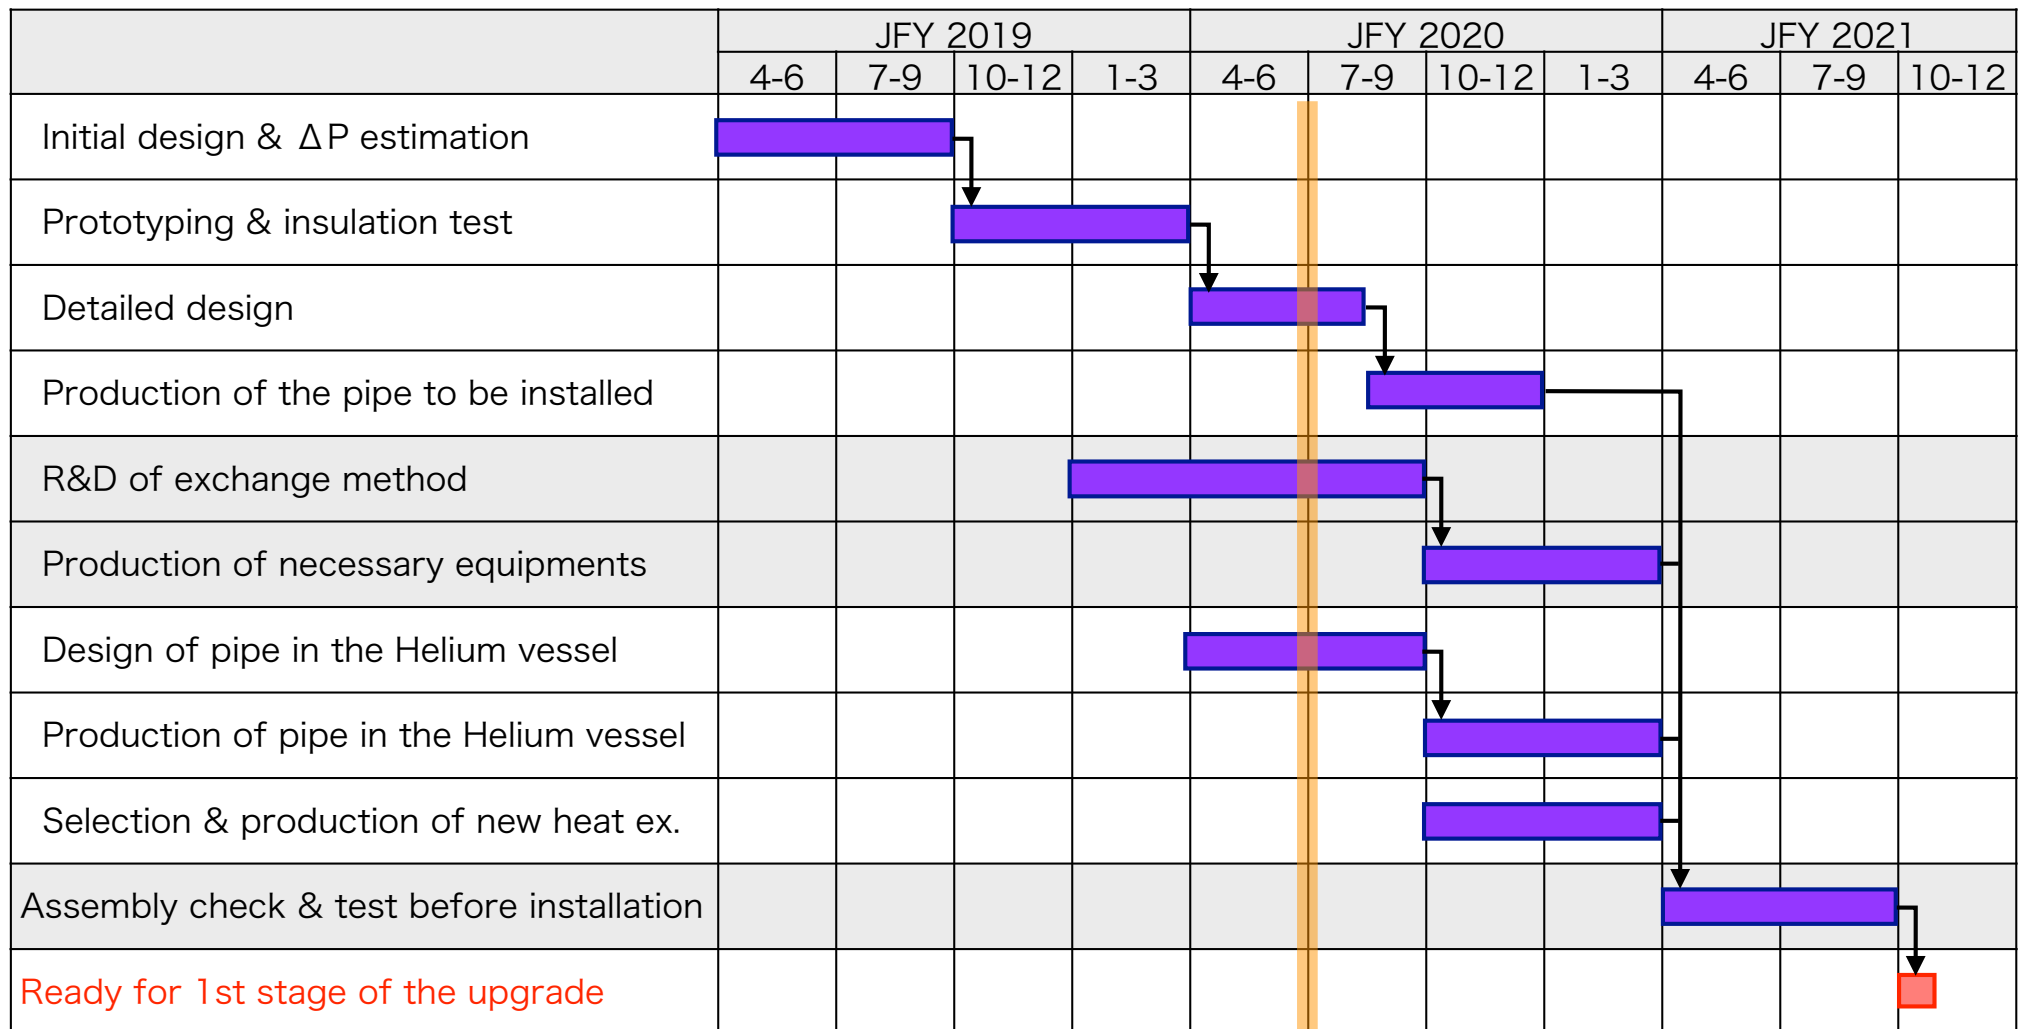 JFY 2019 JFY 2020 JFY 2021
4-6 7-9 10-12 1-3 4-6 7-9 10-12 1-3 4-6 7-9 10-12
Initial design & ΔP estimation
Prototyping & insulation test
Detailed design
Production of the pipe to be installed
R&D of exchange method
Production of necessary equipments
Design of pipe in the Helium vessel
Production of pipe in the Helium vessel
Selection & production of new heat ex.
Assembly check & test before installation
Ready for 1st stage of the upgrade